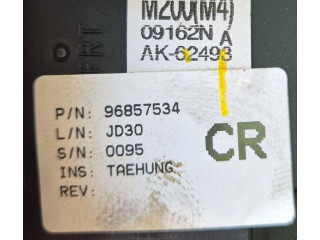 M200(M4)
09162N A
AK-62493
P/N: 96857534
L/N: JD30
S/N: 0095
INS: TAEHUNG
REV:
CR